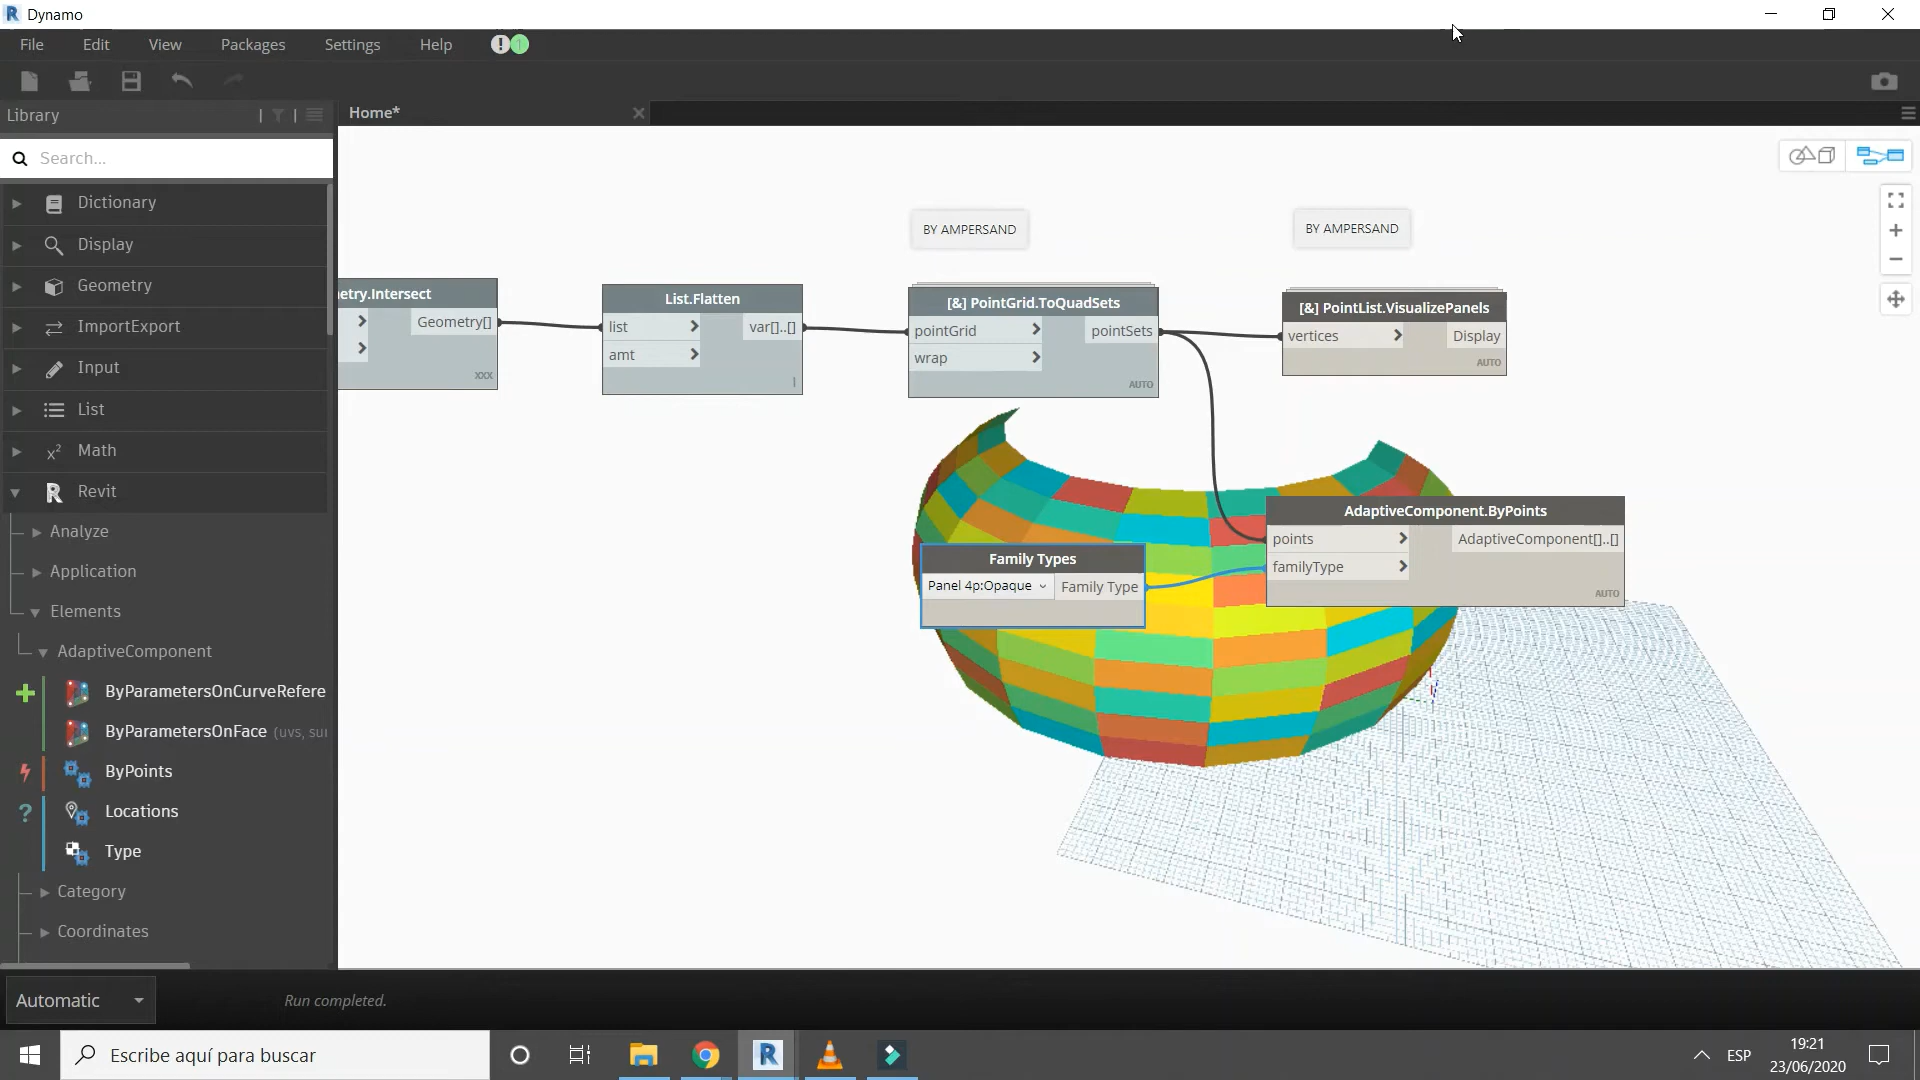 Dynamo
File Edit View Packages Settings Help
Library
Home*
Search...
Dictionary
Display
Geometry
ImportExport
Input
List
Math
Revit
Analyze
Application
Elements
AdaptiveComponent
ByParametersOnCurveRefere
ByParametersOnFace (uvs, sur
ByPoints
Locations
Type
Category
Coordinates
BY AMPERSAND
BY AMPERSAND
etry.Intersect
Geometry[]
XXX
List.Flatten
list
var[]..[]
amt
[&] PointGrid.ToQuadSets
pointGrid
pointSets
wrap
AUTO
[&] PointList.VisualizePanels
vertices
Display
AUTO
AdaptiveComponent.ByPoints
points
AdaptiveComponent[]..[]
familyType
AUTO
Family Types
Panel 4p:Opaque
Family Type
Automatic
Run completed.
Escribe aquí para buscar
ESP
19:21
23/06/2020